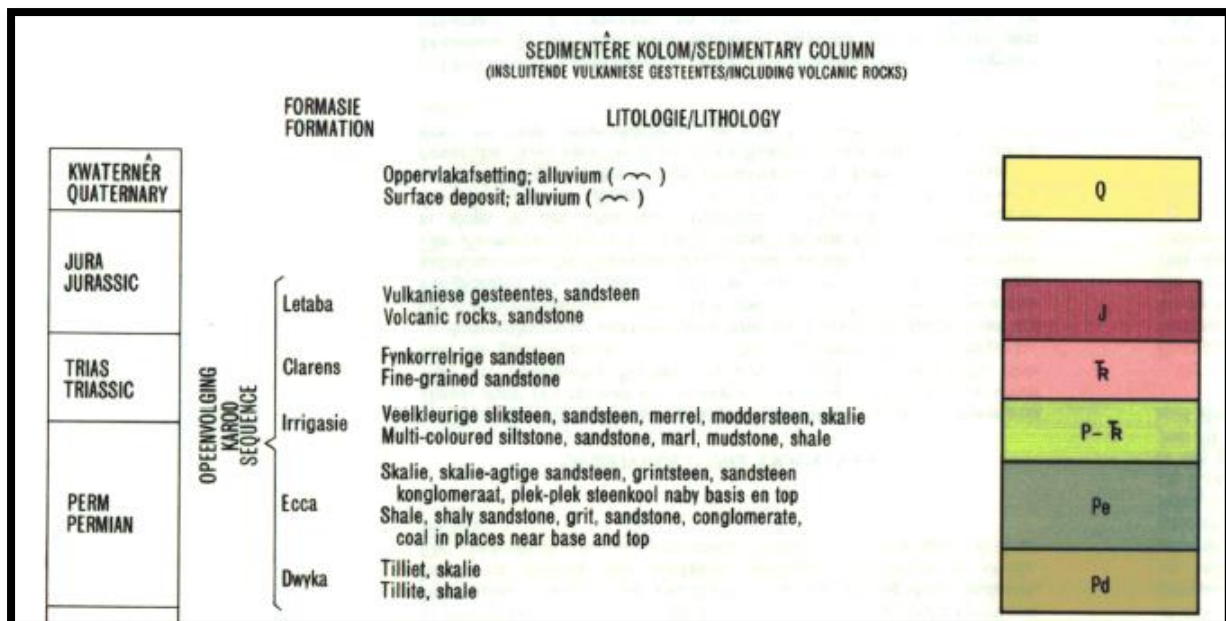 SEDIMENTÊRE KOLOM/SEDIMENTARY COLUMN
(INSLUITENDE VULKANIESE GESTEENTES/INCLUDING VOLCANIC ROCKS)
FORMASIE
FORMATION
LITOLOGIE/LITHOLOGY
KWATERNÊR
QUATERNARY
Oppervlakafsetting; alluvium ( )
Surface deposit; alluvium ( )
Q
JURA
JURASSIC
Letaba
Vulkaniese gesteentes, sandsteen
Volcanic rocks, sandstone
J
TRIAS
TRIASSIC
OPEENVOLGING
KAROO
SEQUENCE
Clarens
Fynkorrelrige sandsteen
Fine-grained sandstone
TR
Irrigasie
Veelkleurige sliksteen, sandsteen, merrel, moddersteen, skalie
Multi-coloured siltstone, sandstone, marl, mudstone, shale
P–TR
PERM
PERMIAN
Ecca
Skalie, skalie-agtige sandsteen, grintsteen, sandsteen
konglomeraat, plek-plek steenkool naby basis en top
Shale, shaly sandstone, grit, sandstone, conglomerate,
coal in places near base and top
Pe
Dwyka
Tilliet, skalie
Tillite, shale
Pd